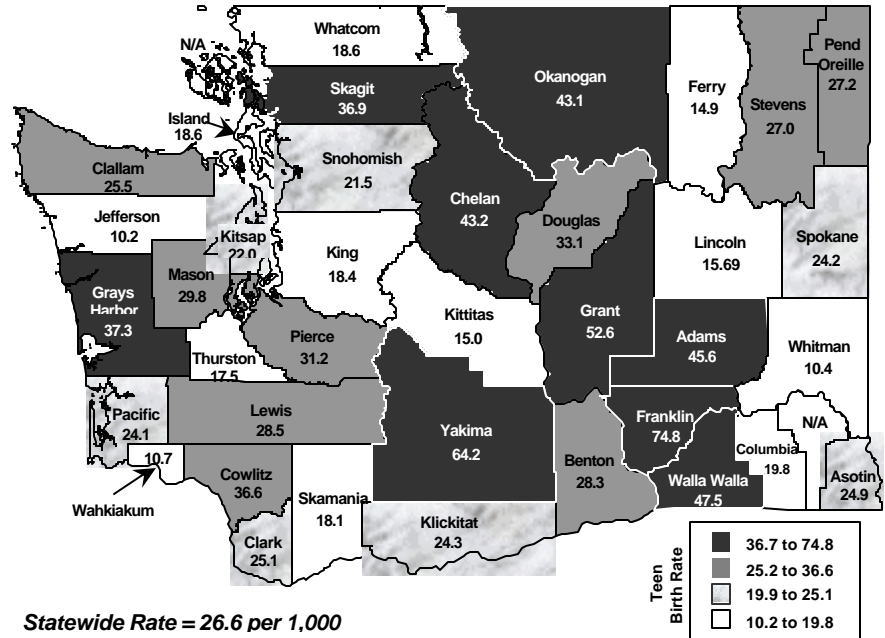 Whatcom
18.6
N/A
Skagit
36.9
Okanogan
43.1
Ferry
14.9
Stevens
27.0
Pend
Oreille
27.2
Island
18.6
Snohomish
21.5
Clallam
25.5
Chelan
43.2
Douglas
33.1
Jefferson
10.2
Kitsap
22.0
King
18.4
Lincoln
15.69
Spokane
24.2
Mason
29.8
Grays
Harbor
37.3
Kittitas
15.0
Grant
52.6
Adams
45.6
Whitman
10.4
Pierce
31.2
Thurston
17.5
Pacific
24.1
Lewis
28.5
Yakima
64.2
Franklin
74.8
N/A
Columbia
19.8
Benton
28.3
Walla Walla
47.5
Asotin
24.9
10.7
Wahkiakum
Cowlitz
36.6
Skamania
18.1
Klickitat
24.3
Clark
25.1
Teen
Birth Rate
36.7 to 74.8
25.2 to 36.6
19.9 to 25.1
10.2 to 19.8
Statewide Rate = 26.6 per 1,000